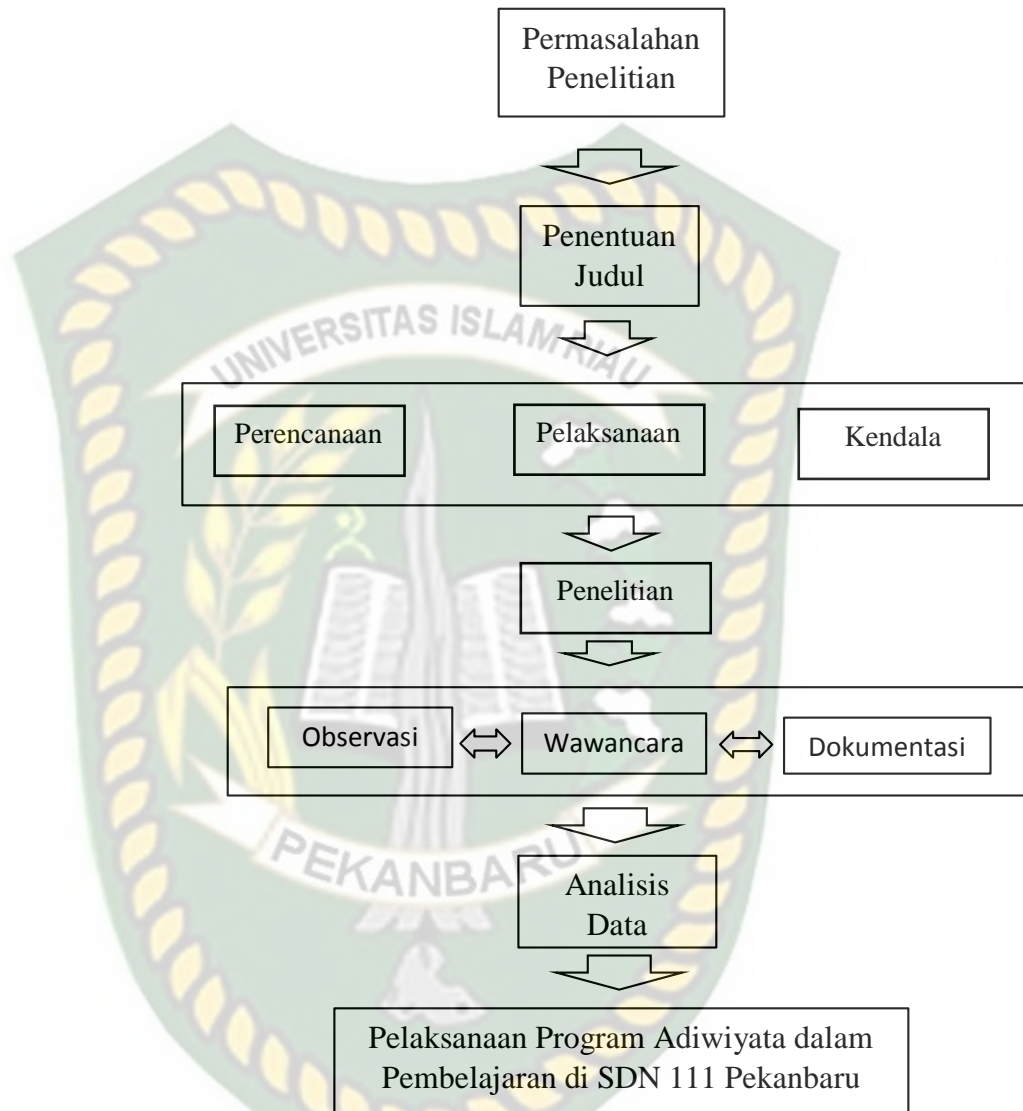 Permasalahan
Penelitian
Penentuan
Judul
UNIVERSITAS ISLAM RIAU
Perencanaan
Pelaksanaan
Kendala
Penelitian
Observasi
Wawancara
Dokumentasi
PEKANBARU
Analisis
Data
Pelaksanaan Program Adiwiyata dalam
Pembelajaran di SDN 111 Pekanbaru